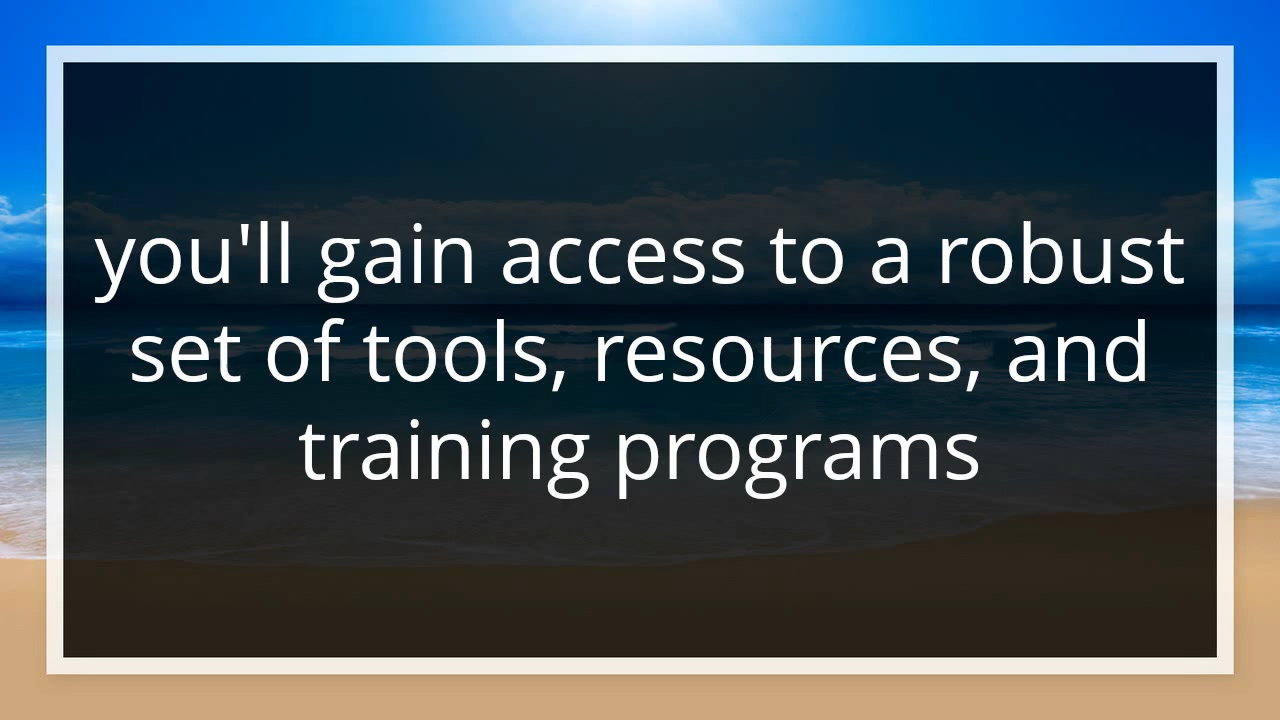 you'll gain access to a robust
set of tools, resources, and
training programs